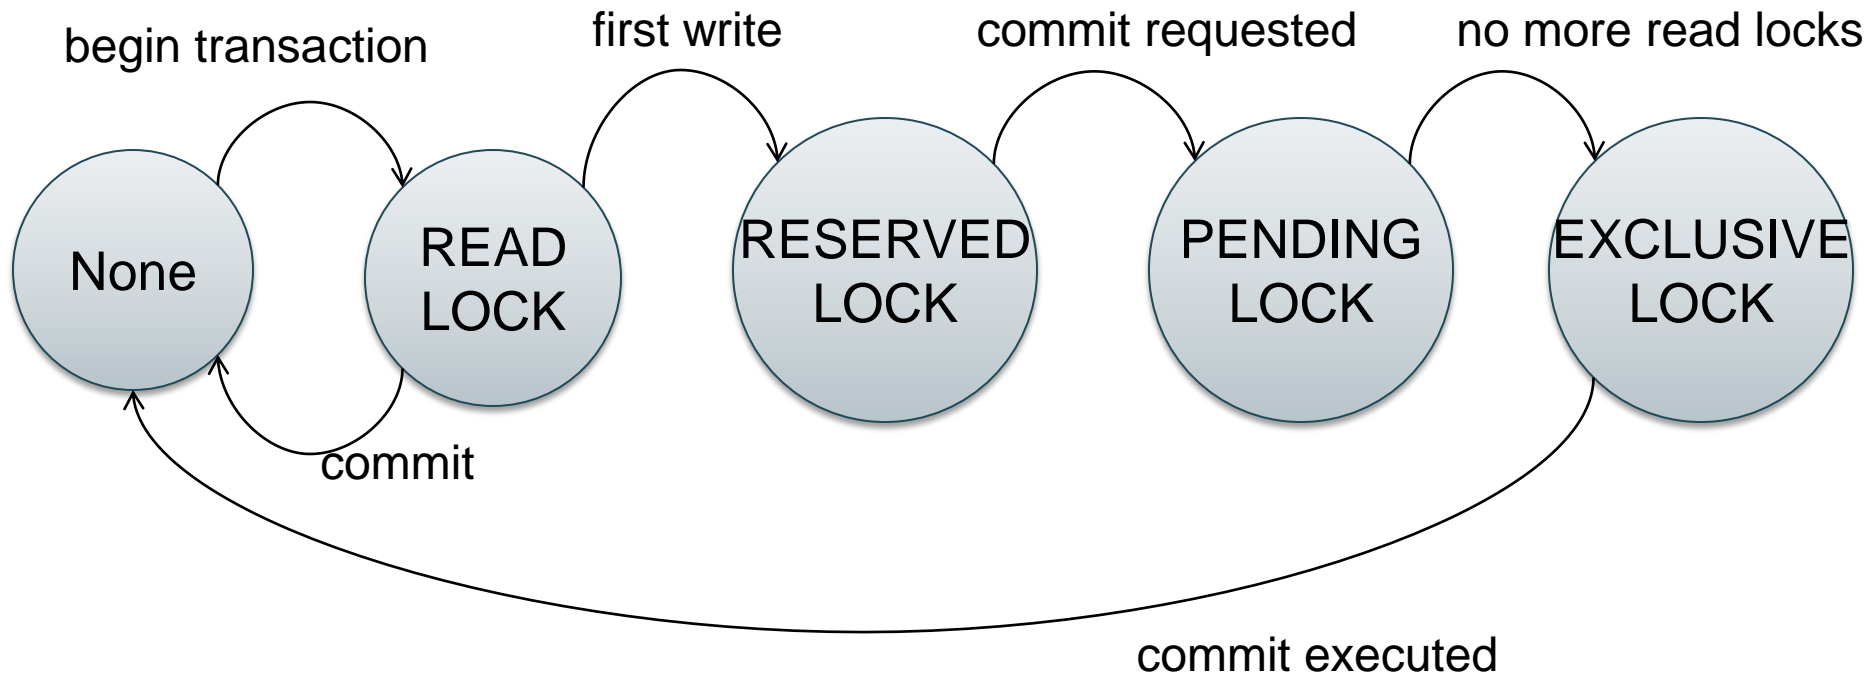 begin transaction
first write
commit requested
no more read locks
None
READ
LOCK
RESERVED
LOCK
PENDING
LOCK
EXCLUSIVE
LOCK
commit
commit executed